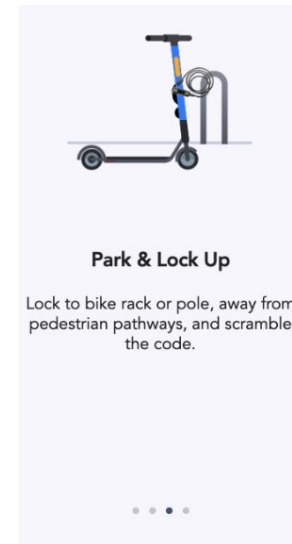 Park & Lock Up
Lock to bike rack or pole, away from
pedestrian pathways, and scramble
the code.